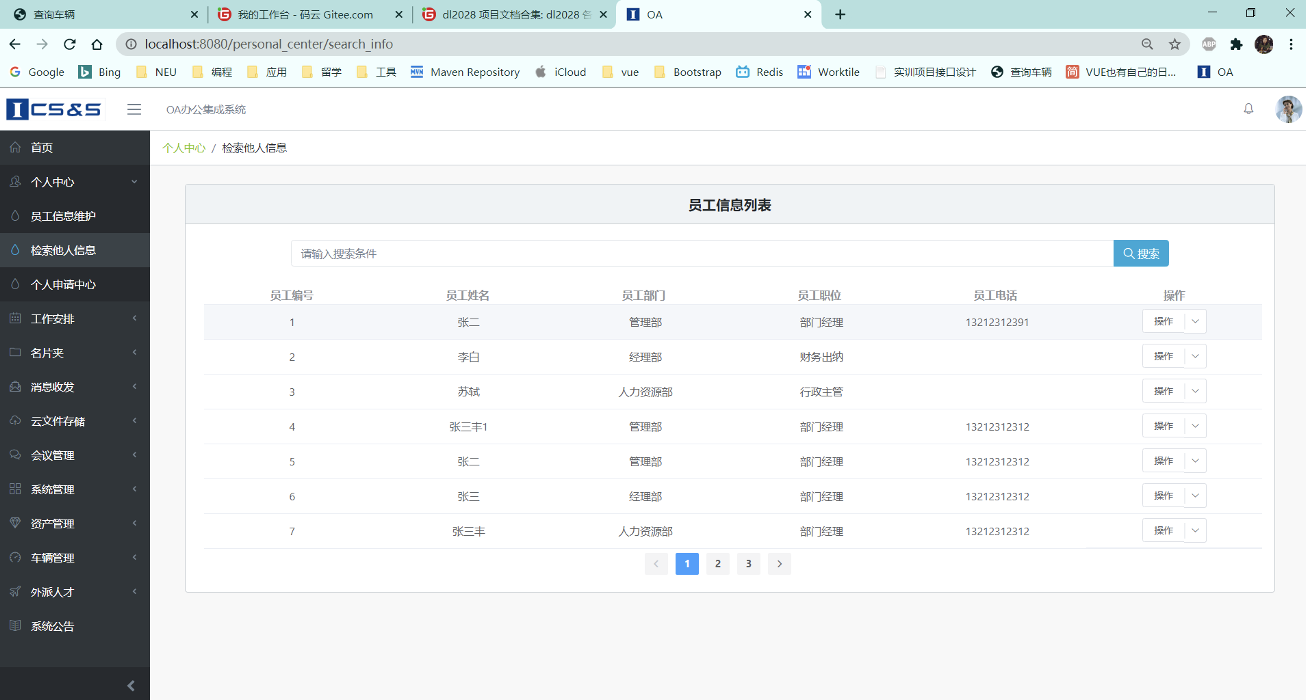 查询车辆
我的工作台 - 码云 Gitee.com
dl2028 项目文档合集: dl2028
OA
localhost:8080/personal_center/search_info
ABP
Google Bing NEU 编程 应用 留学 工具 Maven Repository iCloud vue Bootstrap Redis Worktile 实训项目接口设计 查询车辆 VUE也有自己的日... OA
ICS&S OA办公集成系统
首页
个人中心
员工信息维护
检索他人信息
个人申请中心
工作安排
名片夹
消息收发
云文件存储
会议管理
系统管理
资产管理
车辆管理
外派人才
系统公告
个人中心 / 检索他人信息
员工信息列表
请输入搜索条件 搜索
员工编号 员工姓名 员工部门 员工职位 员工电话 操作
1 张二 管理部 部门经理 13212312391 操作
2 李白 经理部 财务出纳 操作
3 苏轼 人力资源部 行政主管 操作
4 张三丰1 管理部 部门经理 13212312312 操作
5 张二 管理部 部门经理 13212312312 操作
6 张三 经理部 部门经理 13212312312 操作
7 张三丰 人力资源部 部门经理 13212312312 操作
1 2 3